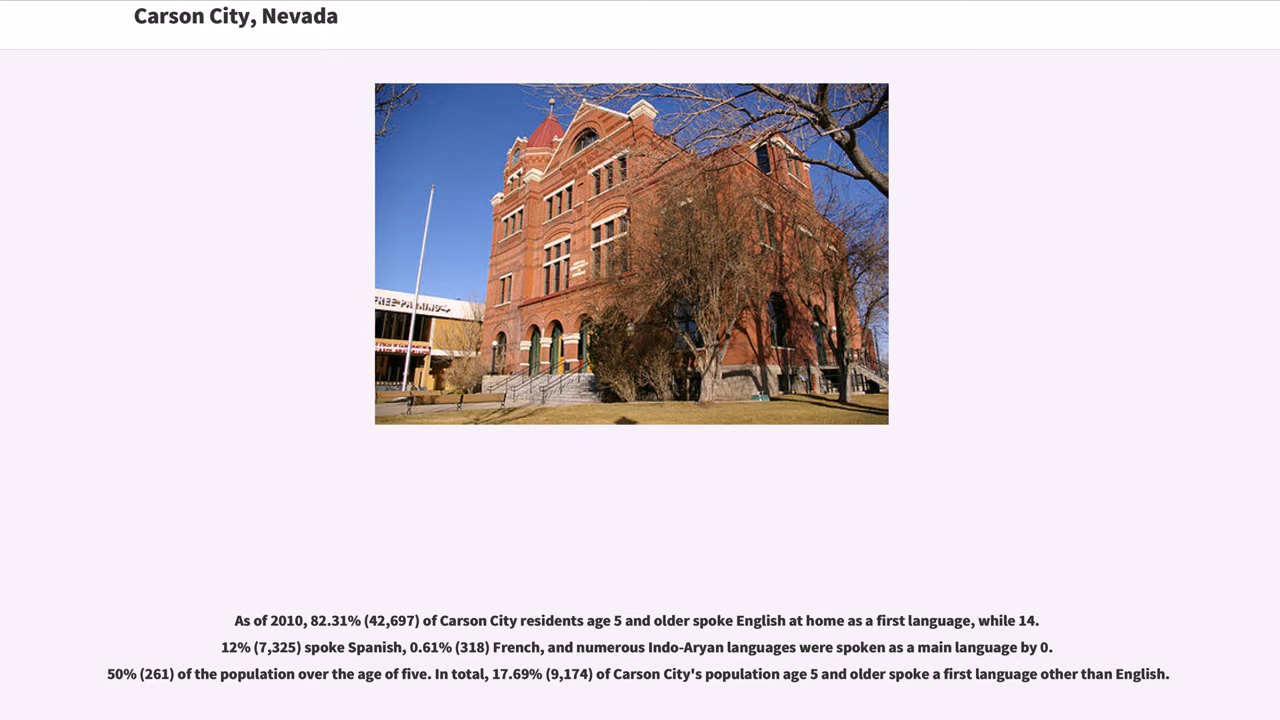 Carson City, Nevada
FREE PARKING
As of 2010, 82.31% (42,697) of Carson City residents age 5 and older spoke English at home as a first language, while 14.
12% (7,325) spoke Spanish, 0.61% (318) French, and numerous Indo-Aryan languages were spoken as a main language by 0.
50% (261) of the population over the age of five. In total, 17.69% (9,174) of Carson City's population age 5 and older spoke a first language other than English.